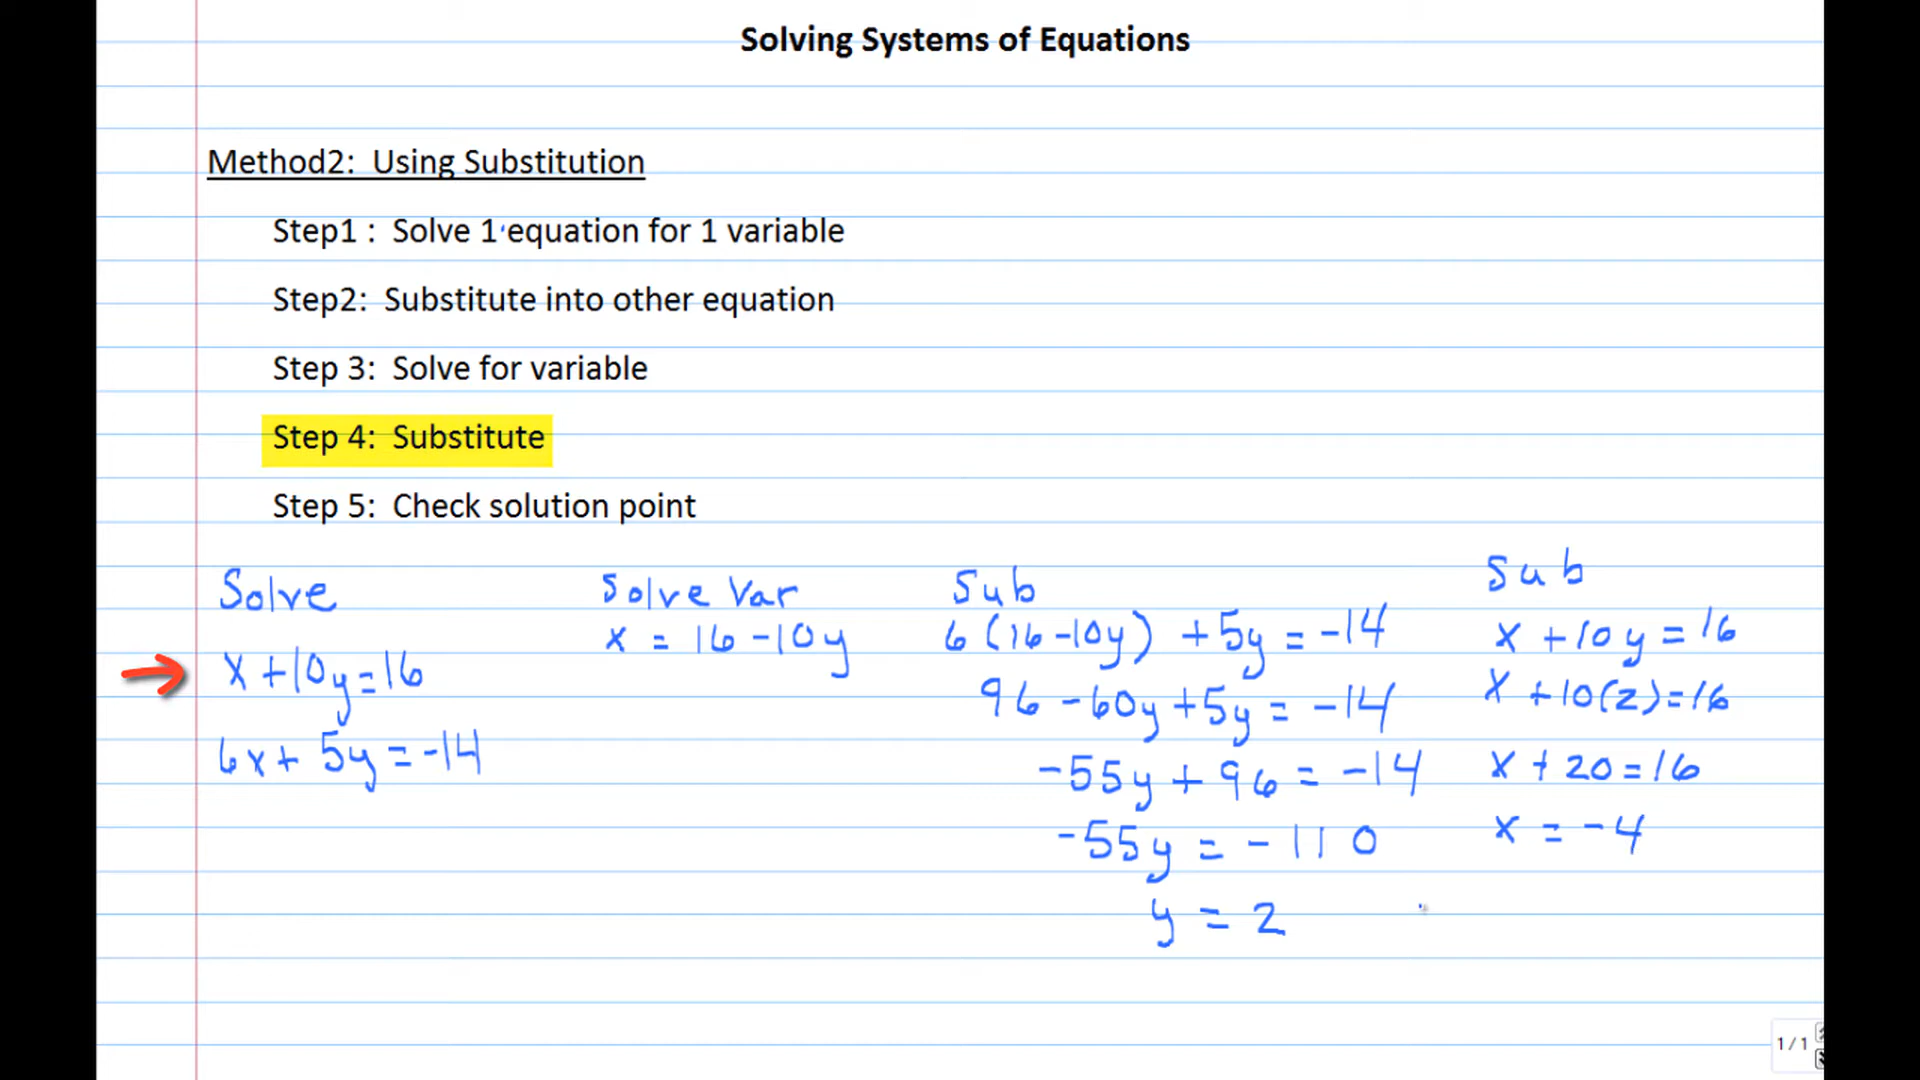 Solving Systems of Equations
Method2: Using Substitution
Step1 : Solve 1 equation for 1 variable
Step2: Substitute into other equation
Step 3: Solve for variable
Step 4: Substitute
Step 5: Check solution point
Solve
x+10y=16
6x+ 5y=-14
Solve Var
x = 16-10y
Sub
6(16-10y) +5y=-14
96-60y+5y=-14
-55y+96=-14
-55y=-110
y=2
Sub
x+10y=16
x+10(2)=16
x+20=16
x=-4
1/1